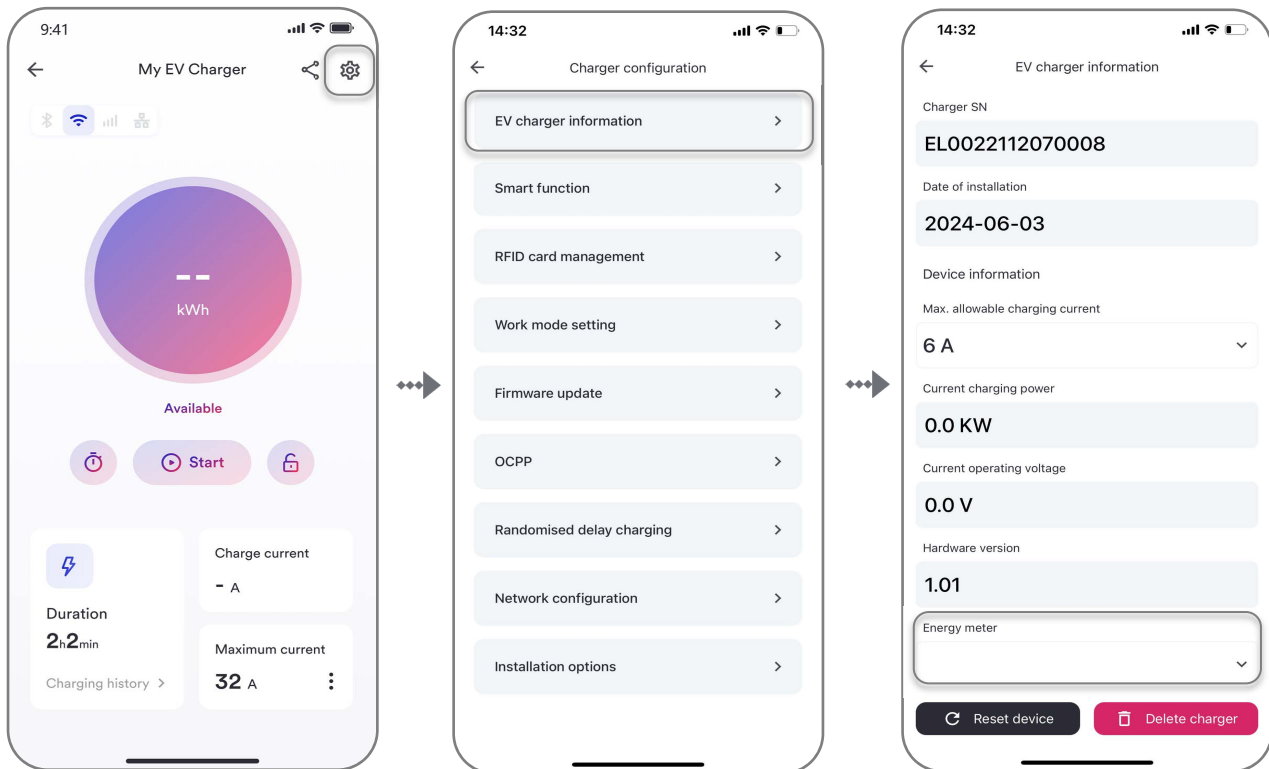 9:41
My EV Charger
-- 
kWh
Available
Start
Duration
2h2min
Charging history >
Charge current
- A
Maximum current
32 A
14:32
Charger configuration
EV charger information
Smart function
RFID card management
Work mode setting
Firmware update
OCPP
Randomised delay charging
Network configuration
Installation options
14:32
EV charger information
Charger SN
EL0022112070008
Date of installation
2024-06-03
Device information
Max. allowable charging current
6 A
Current charging power
0.0 KW
Current operating voltage
0.0 V
Hardware version
1.01
Energy meter
Reset device
Delete charger